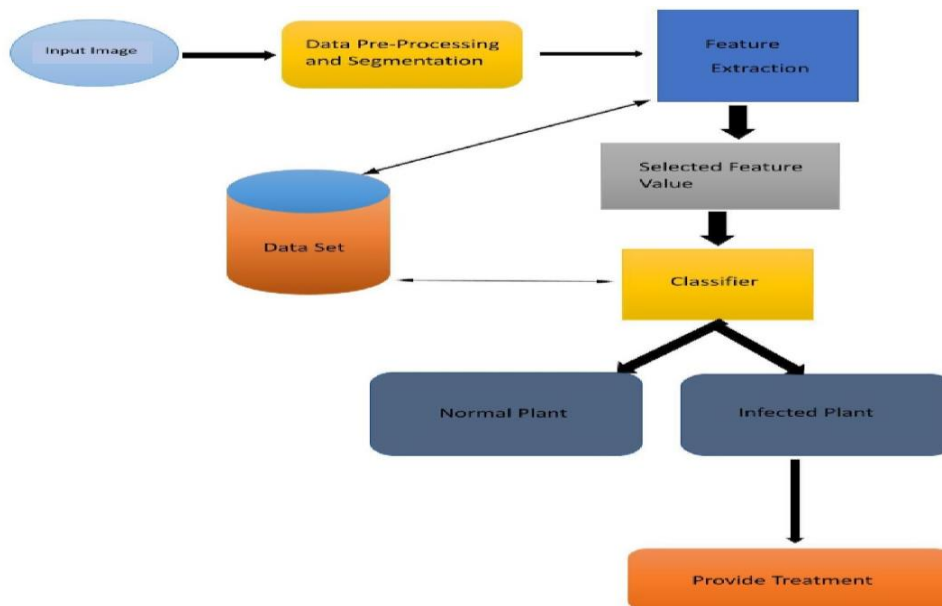 Input Image
Data Pre-Processing
and Segmentation
Feature
Extraction
Selected Feature
Value
Data Set
Classifier
Normal Plant
Infected Plant
Provide Treatment